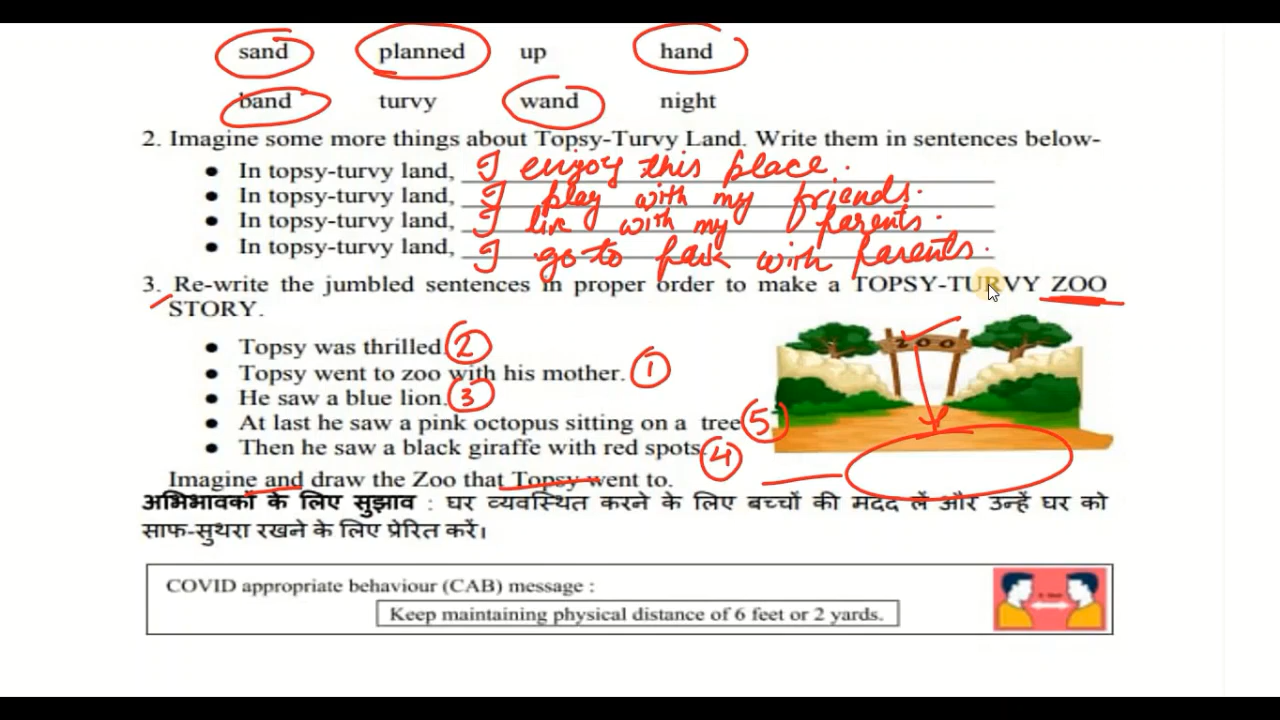 sand planned up hand
band turvy wand night
2. Imagine some more things about Topsy-Turvy Land. Write them in sentences below-
• In topsy-turvy land, I enjoy this place.
• In topsy-turvy land, I play with my friends.
• In topsy-turvy land, I live with my parents.
• In topsy-turvy land, I go to park with parents.
3. Re-write the jumbled sentences in proper order to make a TOPSY-TURVY ZOO
STORY.
ZOO
• Topsy was thrilled. 2
• Topsy went to zoo with his mother. 1
• He saw a blue lion. 3
• At last he saw a pink octopus sitting on a tree 5
• Then he saw a black giraffe with red spots. 4
Imagine and draw the Zoo that Topsy went to.
अभिभावकों के लिए सुझाव : घर व्यवस्थित करने के लिए बच्चों की मदद लें और उन्हें घर को
साफ-सुथरा रखने के लिए प्रेरित करें।
COVID appropriate behaviour (CAB) message :
Keep maintaining physical distance of 6 feet or 2 yards.